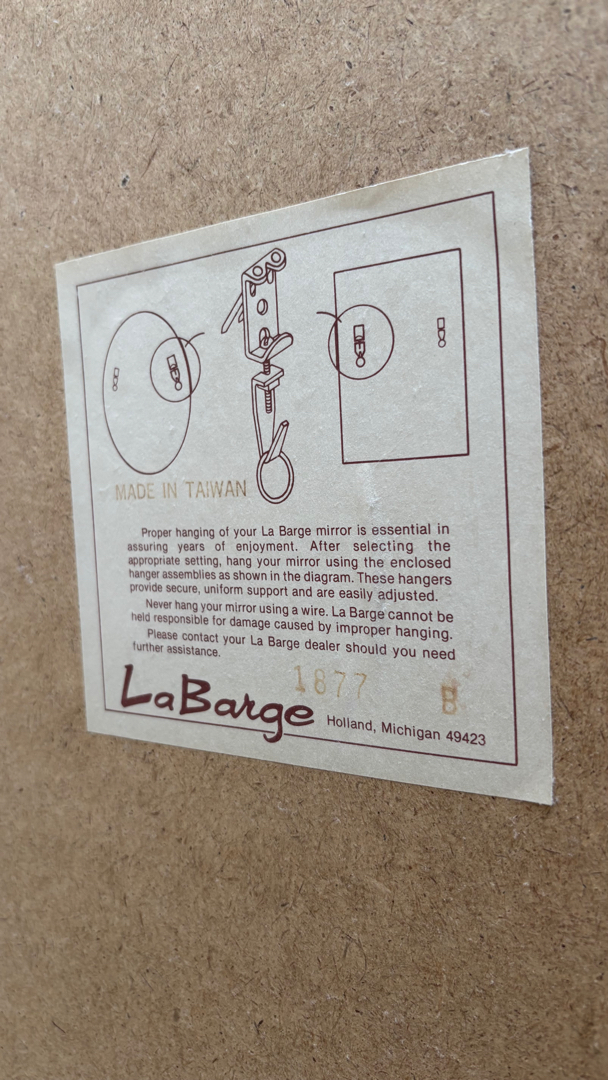 MADE IN TAIWAN
Proper hanging of your La Barge mirror is essential in
assuring years of enjoyment. After selecting the
appropriate setting, hang your mirror using the enclosed
hanger assemblies as shown in the diagram. These hangers
provide secure, uniform support and are easily adjusted.
Never hang your mirror using a wire. La Barge cannot be
held responsible for damage caused by improper hanging.
Please contact your La Barge dealer should you need
further assistance.
1877 B
LaBarge Holland, Michigan 49423